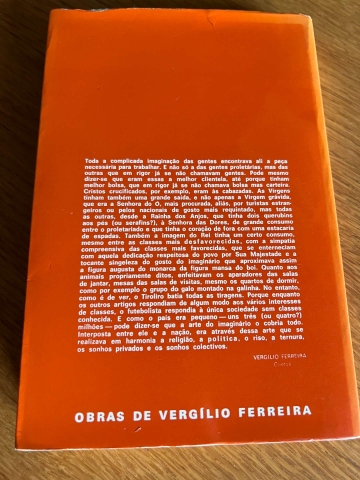 Toda a complicada imaginação das gentes encontrava ali a peça
necessária para trabalhar. E não só a das gentes proletárias, mas das
outras que em rigor já se não chamavam gentes. Pode mesmo
dizer-se que eram essas a melhor clientela, até porque tinham
melhor bolsa, que em rigor já se não chamava bolsa mas carteira.
Cristos crucificados, por exemplo, eram às cabazadas. As Virgens
também tinham uma grande saída, e não apenas a Virgem grávida,
que era a Senhora do O, mais procurada, aliás, por turistas estran-
geiros ou pelos nacionais de gosto mais requintado, mas todas
as outras, desde a Rainha dos Anjos, que tinha dois querubins
aos pés (ou serafins?), à Senhora das Dores, de grande consumo
entre o proletariado e que tinha o coração de fora com uma estacaria
de espadas. Também a imagem do Rei tinha um certo consumo,
mesmo entre as classes mais desfavorecidas, com a simpatia
compreensiva das classes mais favorecidas, que se enterneciam
com aquela dedicação respeitosa do povo por Sua Majestade e a
tocante singeleza do gosto do imaginário que aproximava assim
a figura augusta do monarca da figura mansa do boi. Quanto aos
animais propriamente ditos, enfeitavam os aparadores das salas
de jantar, mesas das salas de visitas, mesmo os quartos de dormir,
como por exemplo o grupo do galo montado na galinha. No entanto,
como é de ver, o Tiroliro batia todas as tiragens. Porque enquanto
os outros artigos respondiam de algum modo aos vários interesses
de classes, o futebolista respondia à única sociedade sem classes
conhecida. E como o país era pequeno — uns três (ou quatro?)
milhões — pode dizer-se que a arte do imaginário o cobria todo.
Interposta entre ele e a nação, era através dessa arte que se
realizava em harmonia a religião, a política, o riso, a ternura,
os sonhos privados e os sonhos colectivos.
VERGÍLIO FERREIRA
OBRAS DE VERGÍLIO FERREIRA